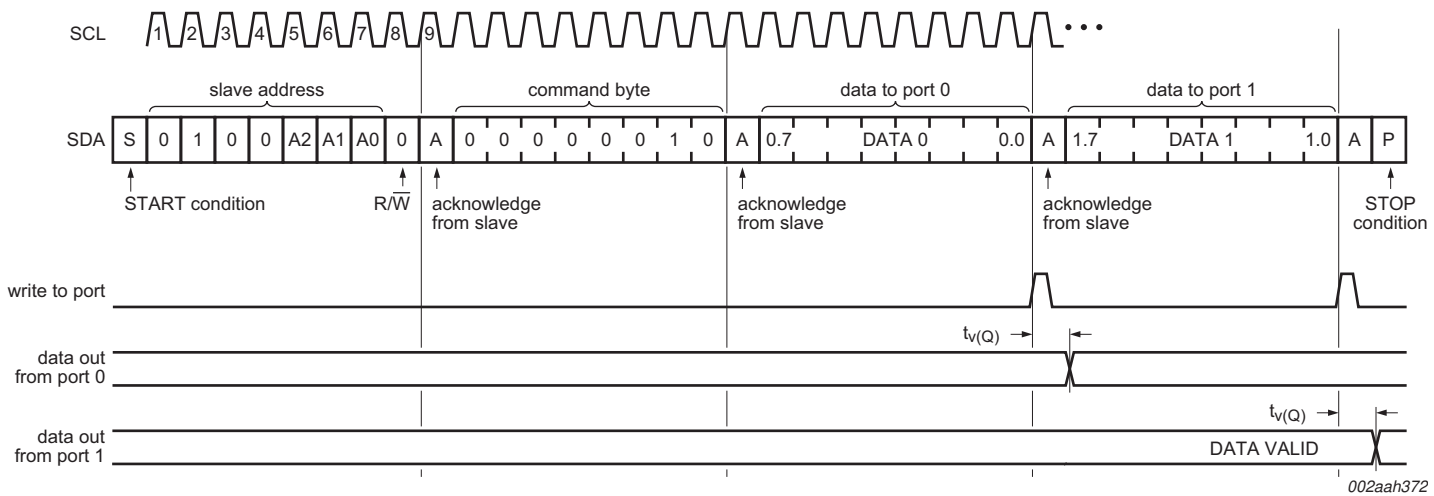 SCL 1 2 3 4 5 6 7 8 9 • • •
slave address command byte data to port 0 data to port 1
SDA S 0 1 0 0 A2 A1 A0 0 A 0 0 0 0 0 0 1 0 A 0.7 DATA 0 0.0 A 1.7 DATA 1 1.0 A P
START condition R/W̅ acknowledge acknowledge acknowledge STOP
from slave from slave from slave condition
write to port
tv(Q)
data out
from port 0
tv(Q)
data out
from port 1 DATA VALID
002aah372